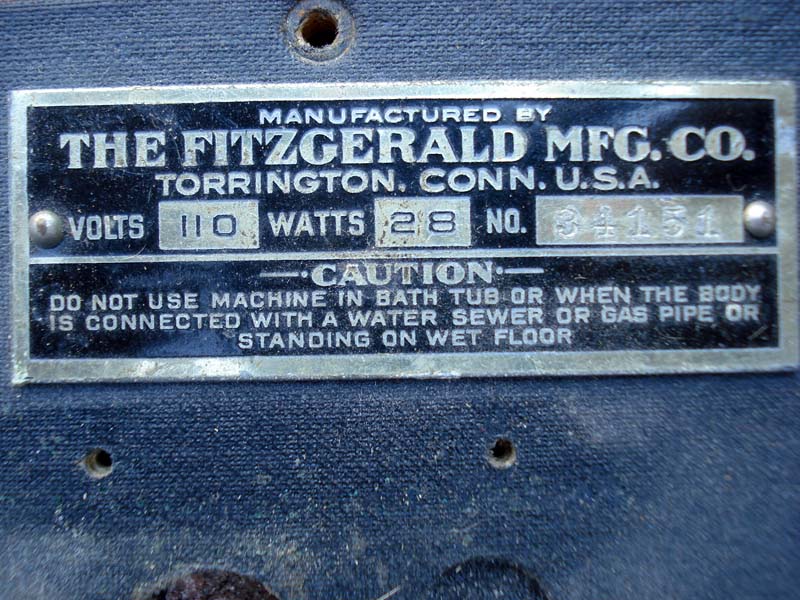 MANUFACTURED BY
THE FITZGERALD MFG. CO.
TORRINGTON, CONN. U.S.A.
VOLTS 110 WATTS 28 NO. 34151
CAUTION
DO NOT USE MACHINE IN BATH TUB OR WHEN THE BODY
IS CONNECTED WITH A WATER SEWER OR GAS PIPE OR
STANDING ON WET FLOOR